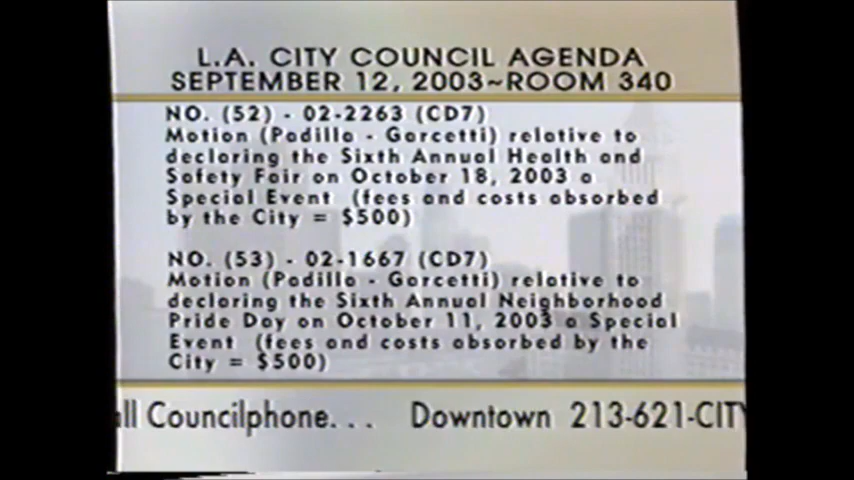 L.A. CITY COUNCIL AGENDA
SEPTEMBER 12, 2003~ROOM 340
NO. (52) - 02-2263 (CD7)
Motion (Padilla - Garcetti) relative to
declaring the Sixth Annual Health and
Safety Fair on October 18, 2003 a
Special Event (fees and costs absorbed
by the City = $500)
NO. (53) - 02-1667 (CD7)
Motion (Padilla - Garcetti) relative to
declaring the Sixth Annual Neighborhood
Pride Day on October 11, 2003 a Special
Event (fees and costs absorbed by the
City = $500)
all Councilphone... Downtown 213-621-CITY